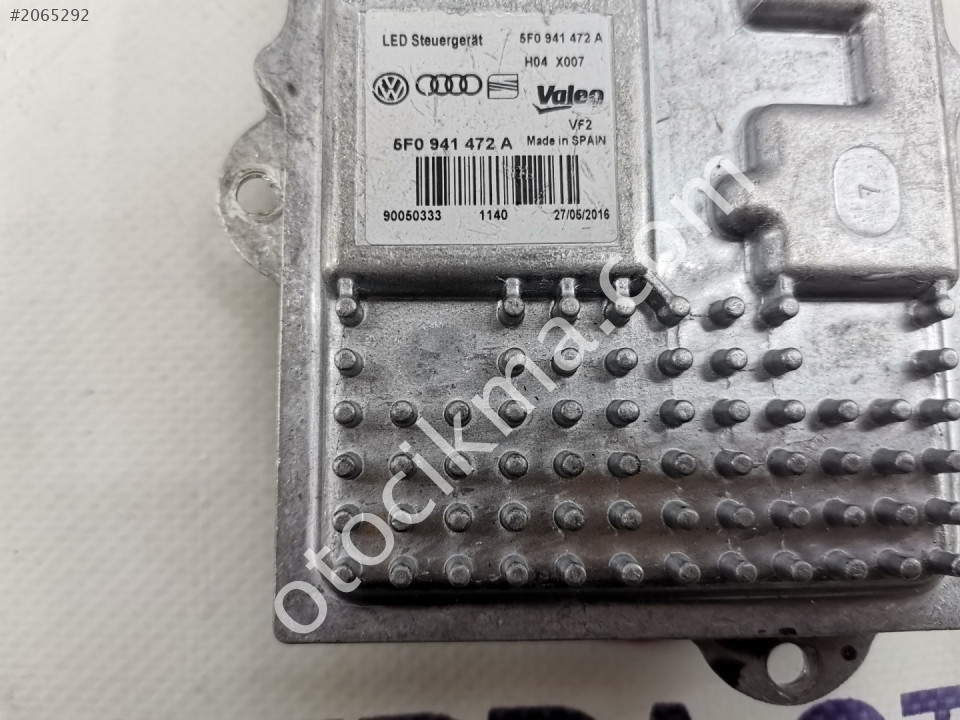 #2065292
LED Steuergerät 5F0 941 472 A
H04 X007
Valeo
VF2
5F0 941 472 A Made in SPAIN
90050333 1140 27/05/2016
7
otocikma.com